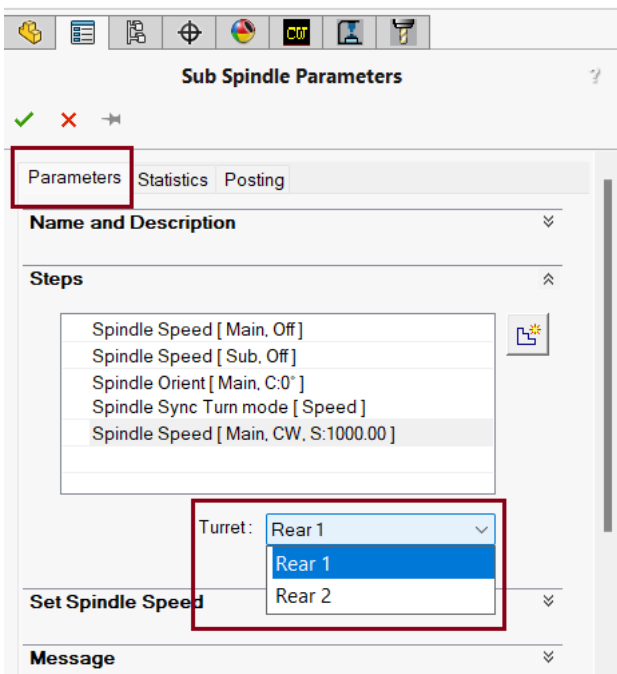 CW
Sub Spindle Parameters
?
Parameters Statistics Posting
Name and Description
Steps
Spindle Speed [ Main, Off ]
Spindle Speed [ Sub, Off ]
Spindle Orient [ Main, C:0° ]
Spindle Sync Turn mode [ Speed ]
Spindle Speed [ Main, CW, S:1000.00 ]
Turret : Rear 1
Rear 1
Rear 2
Set Spindle Speed
Message